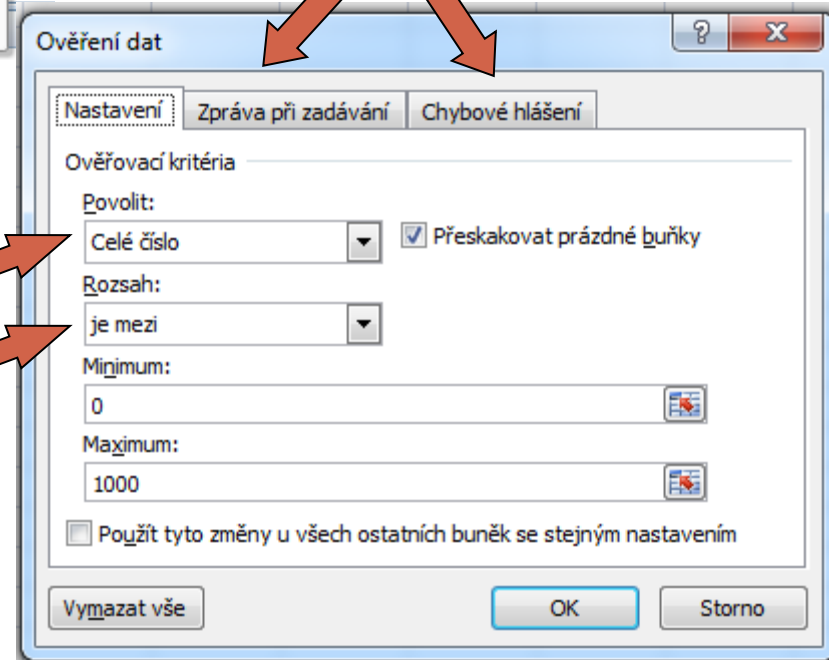 Ověření dat
Nastavení Zpráva při zadávání Chybové hlášení
Ověřovací kritéria
Povolit:
Celé číslo Přeskakovat prázdné buňky
Rozsah:
je mezi
Minimum:
0
Maximum:
1000
Použít tyto změny u všech ostatních buněk se stejným nastavením
Vymazat vše OK Storno